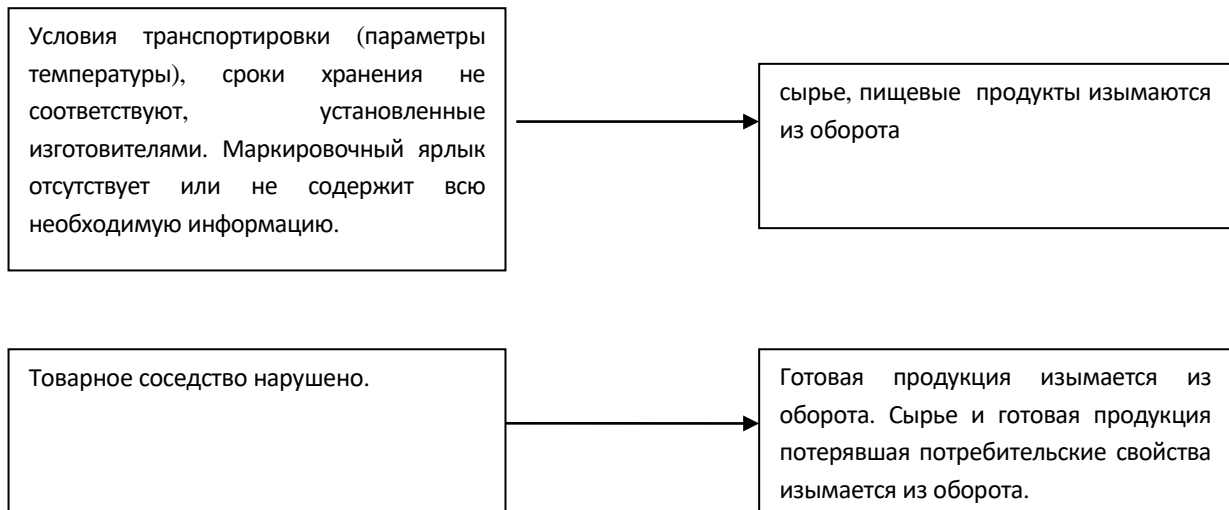 Условия транспортировки (параметры
температуры), сроки хранения не
соответствуют, установленные
изготовителями. Маркировочный ярлык
отсутствует или не содержит всю
необходимую информацию.
сырье, пищевые продукты изымаются
из оборота
Товарное соседство нарушено.
Готовая продукция изымается из
оборота. Сырье и готовая продукция
потерявшая потребительские свойства
изымается из оборота.